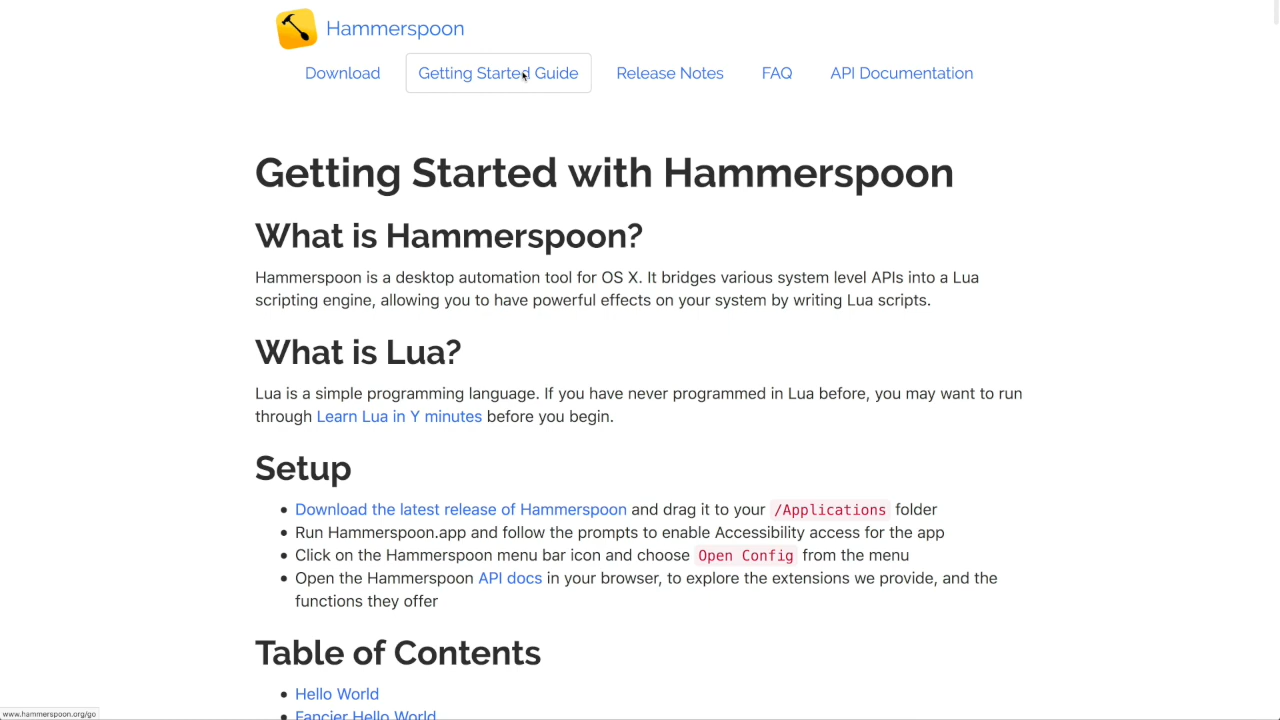 Hammerspoon
Download Getting Started Guide Release Notes FAQ API Documentation
Getting Started with Hammerspoon
What is Hammerspoon?
Hammerspoon is a desktop automation tool for OS X. It bridges various system level APIs into a Lua
scripting engine, allowing you to have powerful effects on your system by writing Lua scripts.
What is Lua?
Lua is a simple programming language. If you have never programmed in Lua before, you may want to run
through Learn Lua in Y minutes before you begin.
Setup
• Download the latest release of Hammerspoon and drag it to your /Applications folder
• Run Hammerspoon.app and follow the prompts to enable Accessibility access for the app
• Click on the Hammerspoon menu bar icon and choose Open Config from the menu
• Open the Hammerspoon API docs in your browser, to explore the extensions we provide, and the
functions they offer
Table of Contents
• Hello World
• Fancier Hello World
www.hammerspoon.org/go